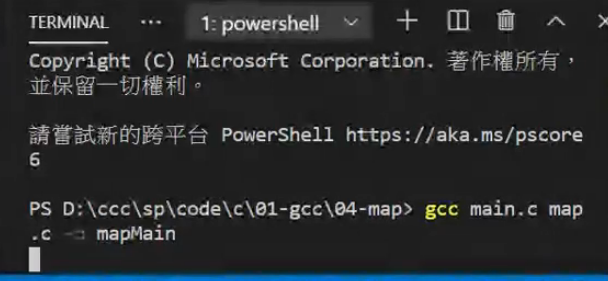 TERMINAL ... 1: powershell
Copyright (C) Microsoft Corporation. 著作權所有，
並保留一切權利。
請嘗試新的跨平台 PowerShell https://aka.ms/pscore
6
PS D:\ccc\sp\code\c\01-gcc\04-map> gcc main.c map
.c -o mapMain